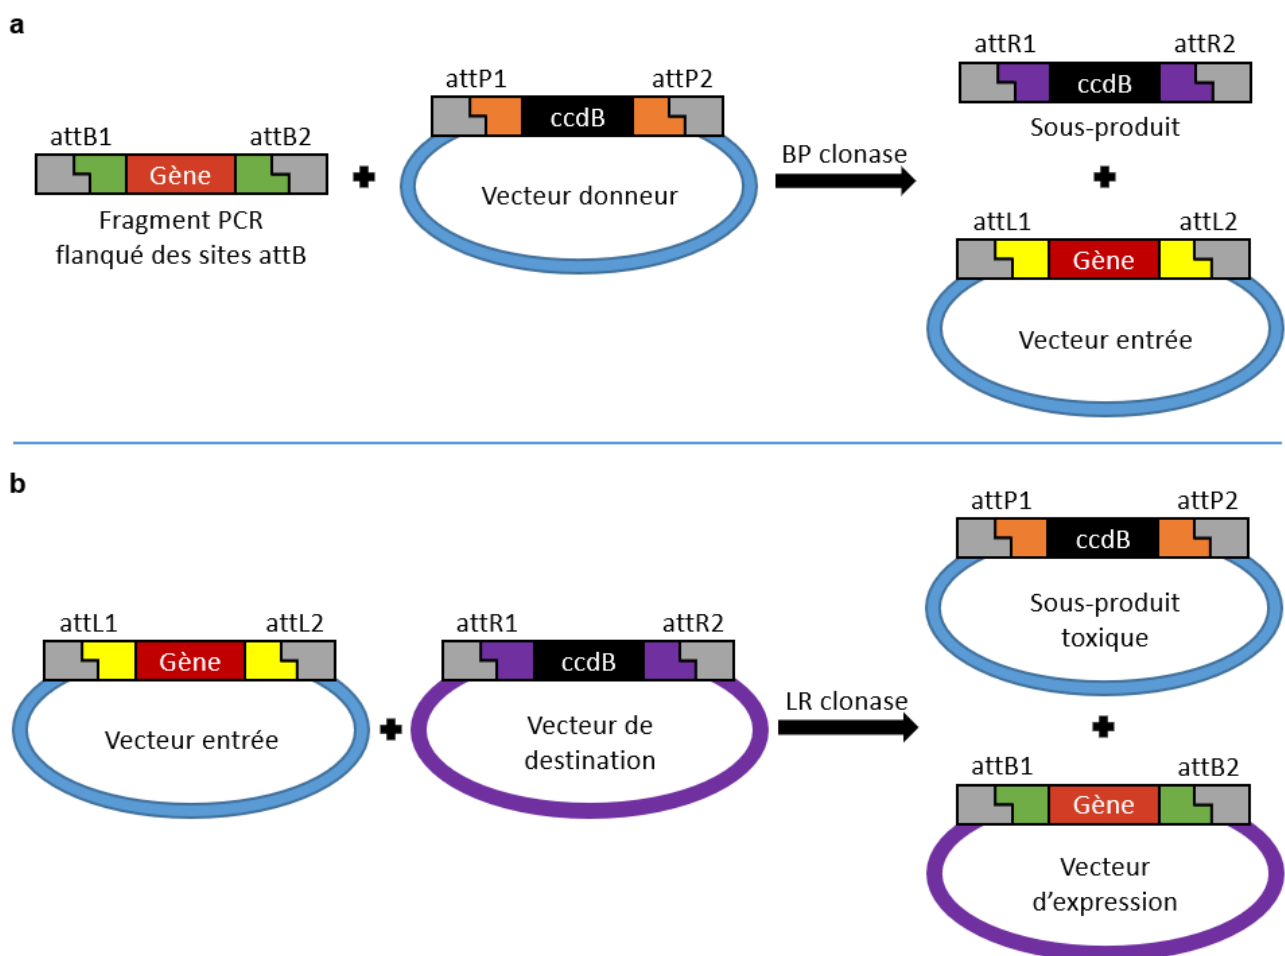 a
attB1 attB2
Gène
Fragment PCR
flanqué des sites attB
attP1 attP2
ccdB
Vecteur donneur
BP clonase
attR1 attR2
ccdB
Sous-produit
attL1 attL2
Gène
Vecteur entrée
b
attL1 attL2
Gène
Vecteur entrée
attR1 attR2
ccdB
Vecteur de
destination
LR clonase
attP1 attP2
ccdB
Sous-produit
toxique
attB1 attB2
Gène
Vecteur
d’expression